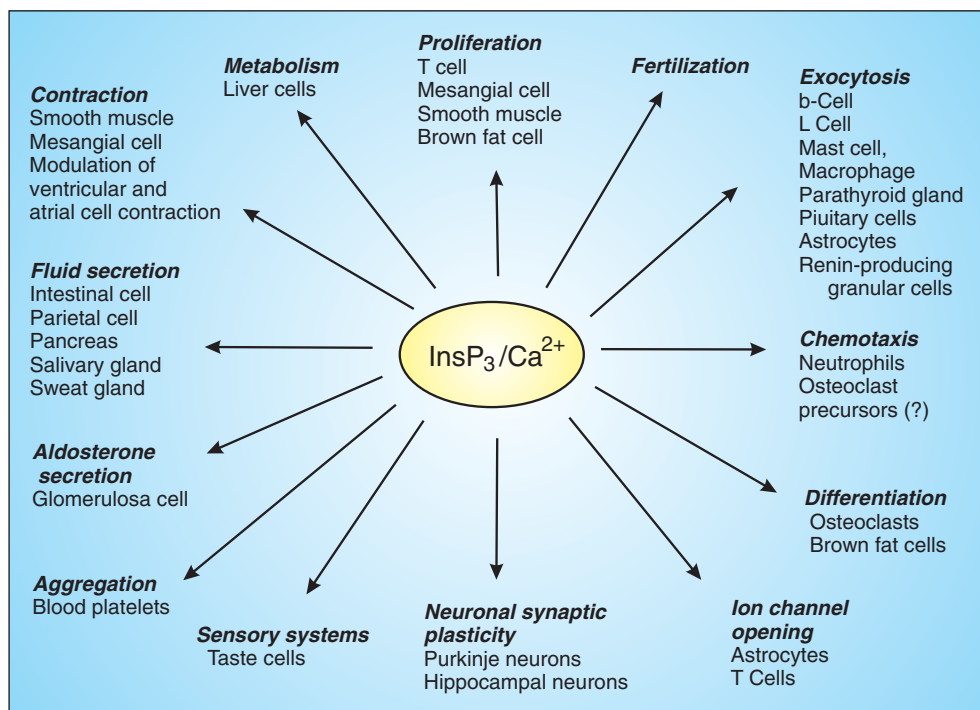 Proliferation
T cell
Mesangial cell
Smooth muscle
Brown fat cell
Metabolism
Liver cells
Fertilization
Exocytosis
b-Cell
L Cell
Mast cell,
Macrophage
Parathyroid gland
Piuitary cells
Astrocytes
Renin-producing
granular cells
Contraction
Smooth muscle
Mesangial cell
Modulation of
ventricular and
atrial cell contraction
Fluid secretion
Intestinal cell
Parietal cell
Pancreas
Salivary gland
Sweat gland
InsP₃/Ca²⁺
Chemotaxis
Neutrophils
Osteoclast
precursors (?)
Aldosterone
secretion
Glomerulosa cell
Differentiation
Osteoclasts
Brown fat cells
Aggregation
Blood platelets
Sensory systems
Taste cells
Neuronal synaptic
plasticity
Purkinje neurons
Hippocampal neurons
Ion channel
opening
Astrocytes
T Cells